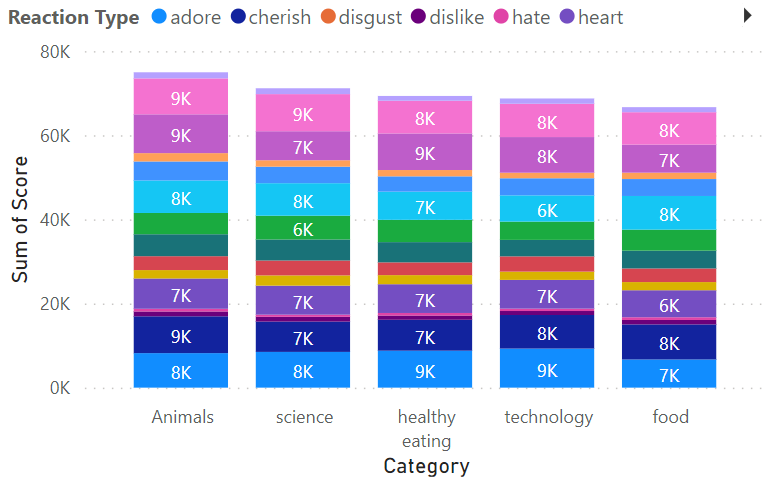 Reaction Type adore cherish disgust dislike hate heart
80K
9K 9K 8K 8K 8K
60K
9K 7K 9K 8K 7K
8K 8K 7K 6K 8K
40K
6K
20K
7K 7K 7K 7K 6K
9K 7K 7K 8K 8K
8K 8K 9K 9K 7K
0K
Sum of Score
Animals science healthy technology food
eating
Category